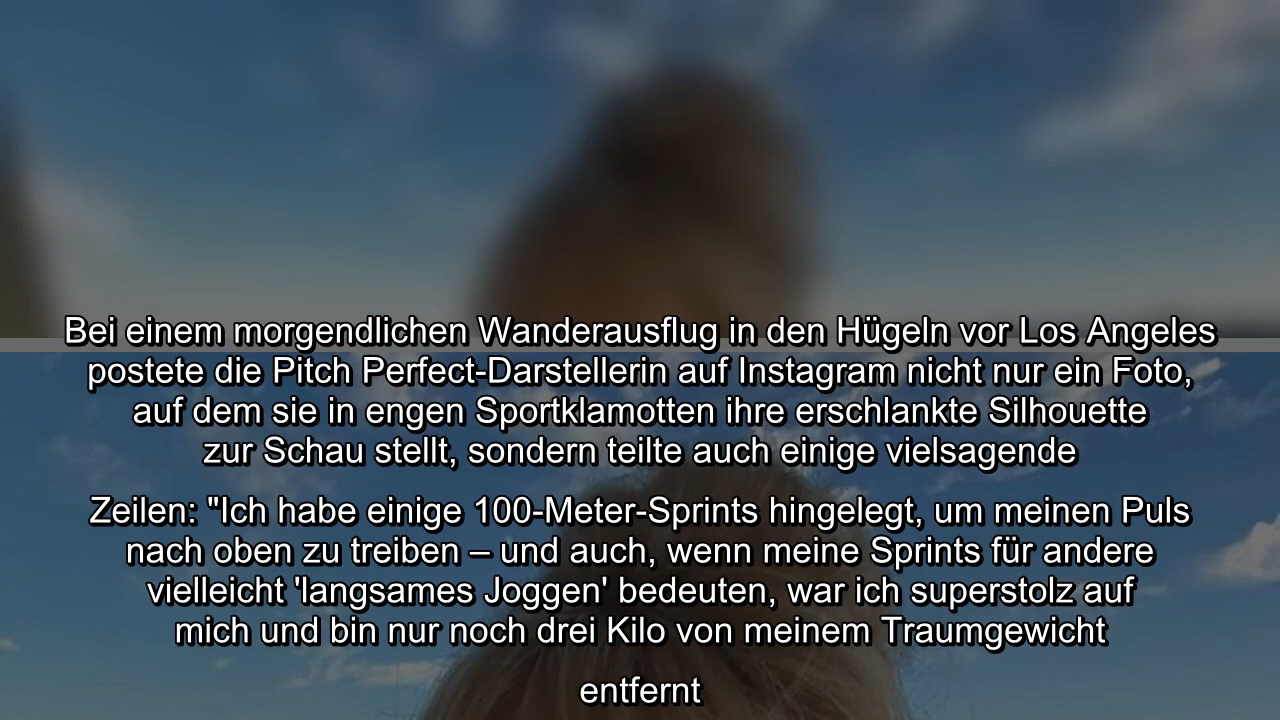 Bei einem morgendlichen Wanderausflug in den Hügeln vor Los Angeles
postete die Pitch Perfect-Darstellerin auf Instagram nicht nur ein Foto,
auf dem sie in engen Sportklamotten ihre erschlankte Silhouette
zur Schau stellt, sondern teilte auch einige vielsagende
Zeilen: "Ich habe einige 100-Meter-Sprints hingelegt, um meinen Puls
nach oben zu treiben – und auch, wenn meine Sprints für andere
vielleicht 'langsames Joggen' bedeuten, war ich superstolz auf
mich und bin nur noch drei Kilo von meinem Traumgewicht
entfernt